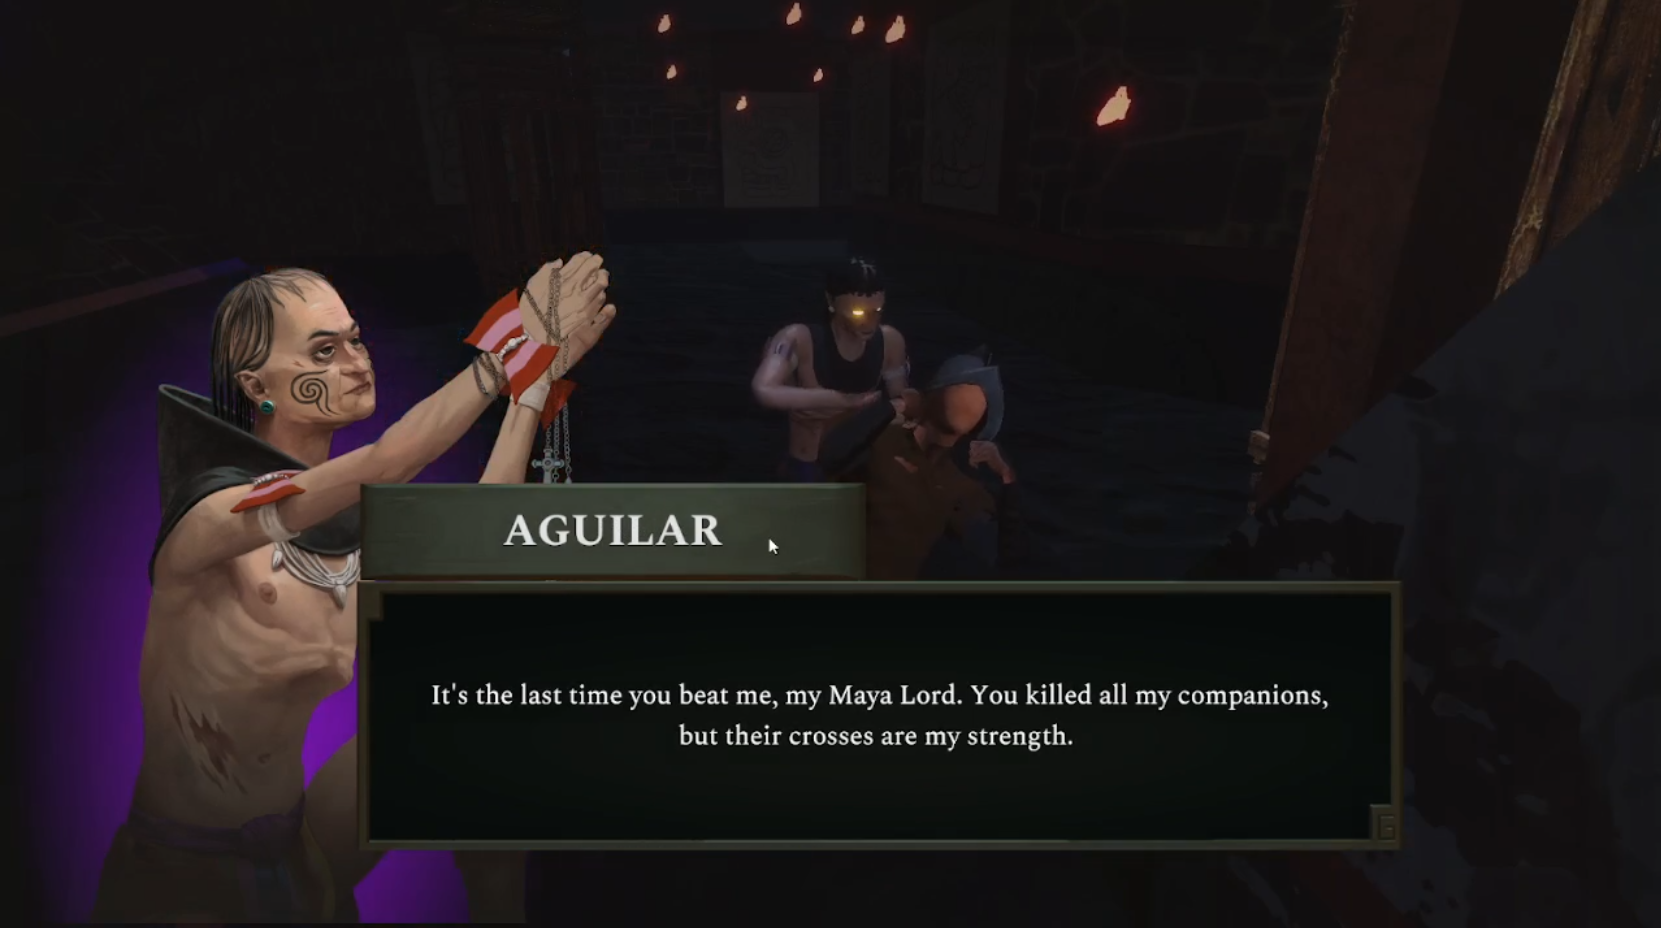 AGUILAR
It's the last time you beat me, my Maya Lord. You killed all my companions,
but their crosses are my strength.